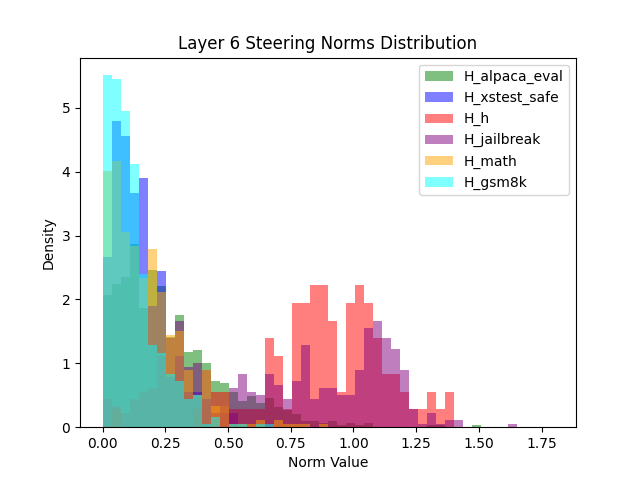 Layer 6 Steering Norms Distribution
H_alpaca_eval
H_xstest_safe
H_h
H_jailbreak
H_math
H_gsm8k
Density
5
4
3
2
1
0
0.00 0.25 0.50 0.75 1.00 1.25 1.50 1.75
Norm Value